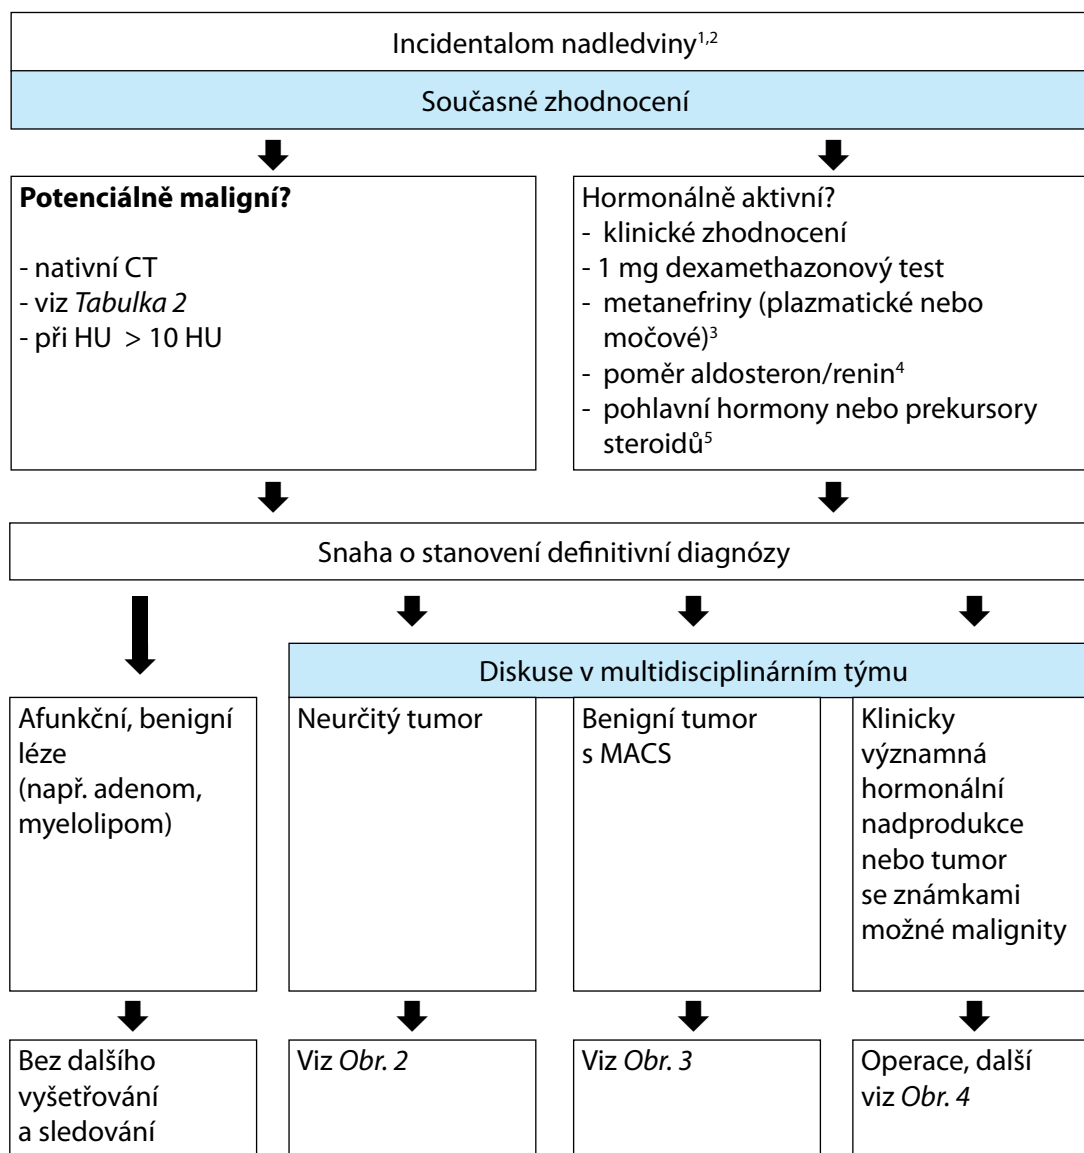 Incidentalom nadledviny1,2
Současné zhodnocení
Potenciálně maligní?
- nativní CT
- viz Tabulka 2
- při HU > 10 HU
Hormonálně aktivní?
- klinické zhodnocení
- 1 mg dexamethazonový test
- metanefriny (plazmatické nebo
močové)3
- poměr aldosteron/renin4
- pohlavní hormony nebo prekursory
steroidů5
Snaha o stanovení definitivní diagnózy
Diskuse v multidisciplinárním týmu
Afunkční, benigní
léze
(např. adenom,
myelolipom)
Neurčitý tumor
Benigní tumor
s MACS
Klinicky
významná
hormonální
nadprodukce
nebo tumor
se známkami
možné malignity
Bez dalšího
vyšetřování
a sledování
Viz Obr. 2
Viz Obr. 3
Operace, další
viz Obr. 4